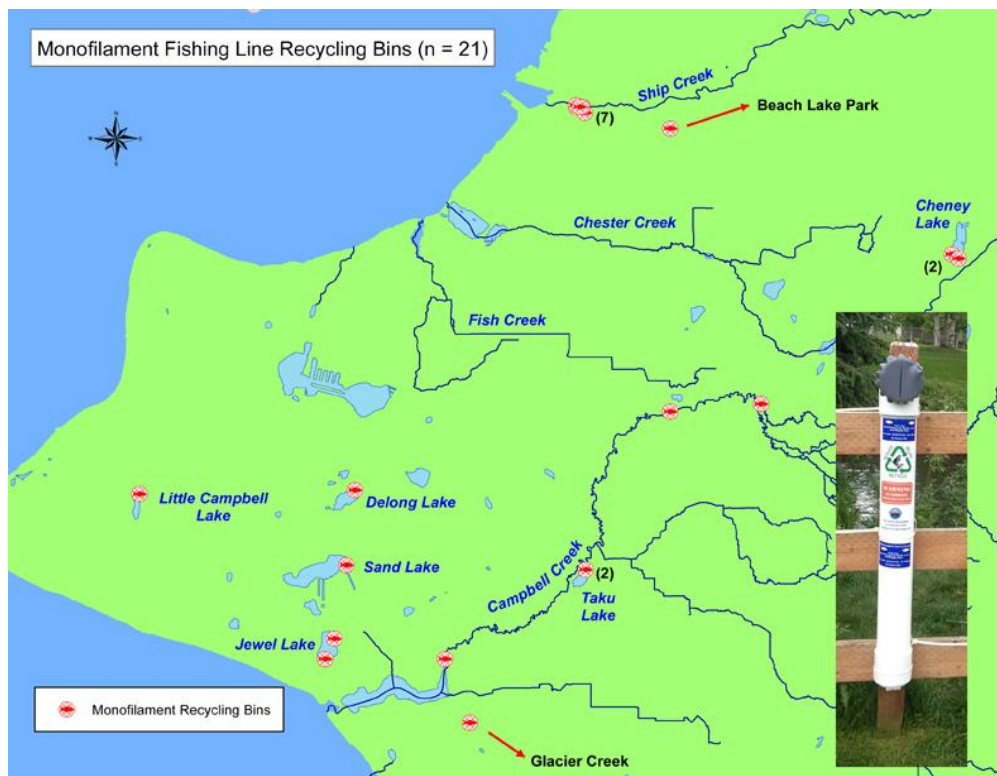 Monofilament Fishing Line Recycling Bins (n = 21)
Ship Creek
(7)
Beach Lake Park
Chester Creek
Cheney
Lake
(2)
Fish Creek
Little Campbell
Lake
Delong Lake
Sand Lake
Campbell Creek
(2)
Taku
Lake
Jewel Lake
Monofilament Recycling Bins
Glacier Creek
WARNING